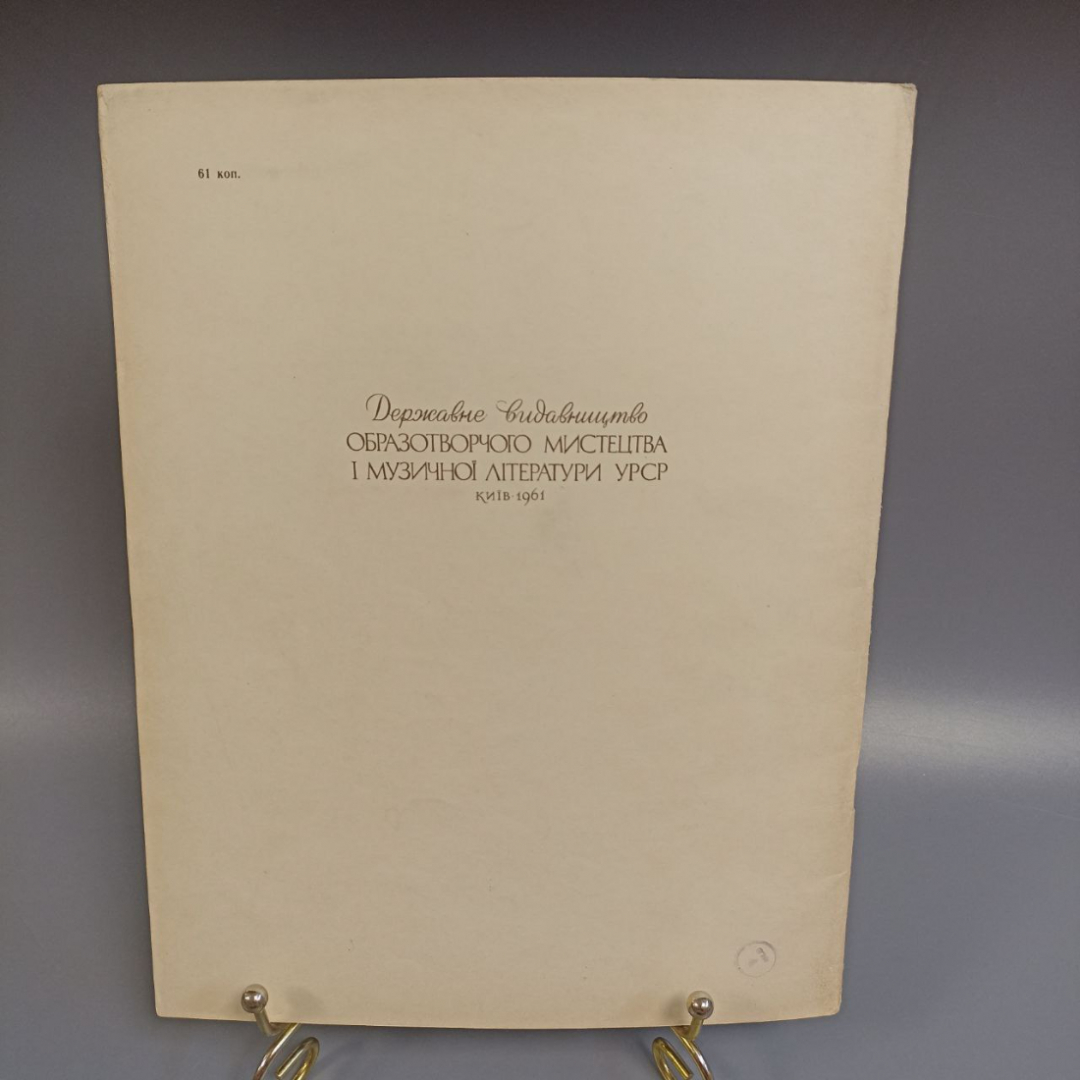 61 коп.
Державне видавництво
ОБРАЗОТВОРЧОГО МИСТЕЦТВА
І МУЗИЧНОЇ ЛІТЕРАТУРИ УРСР
КИЇВ-1961